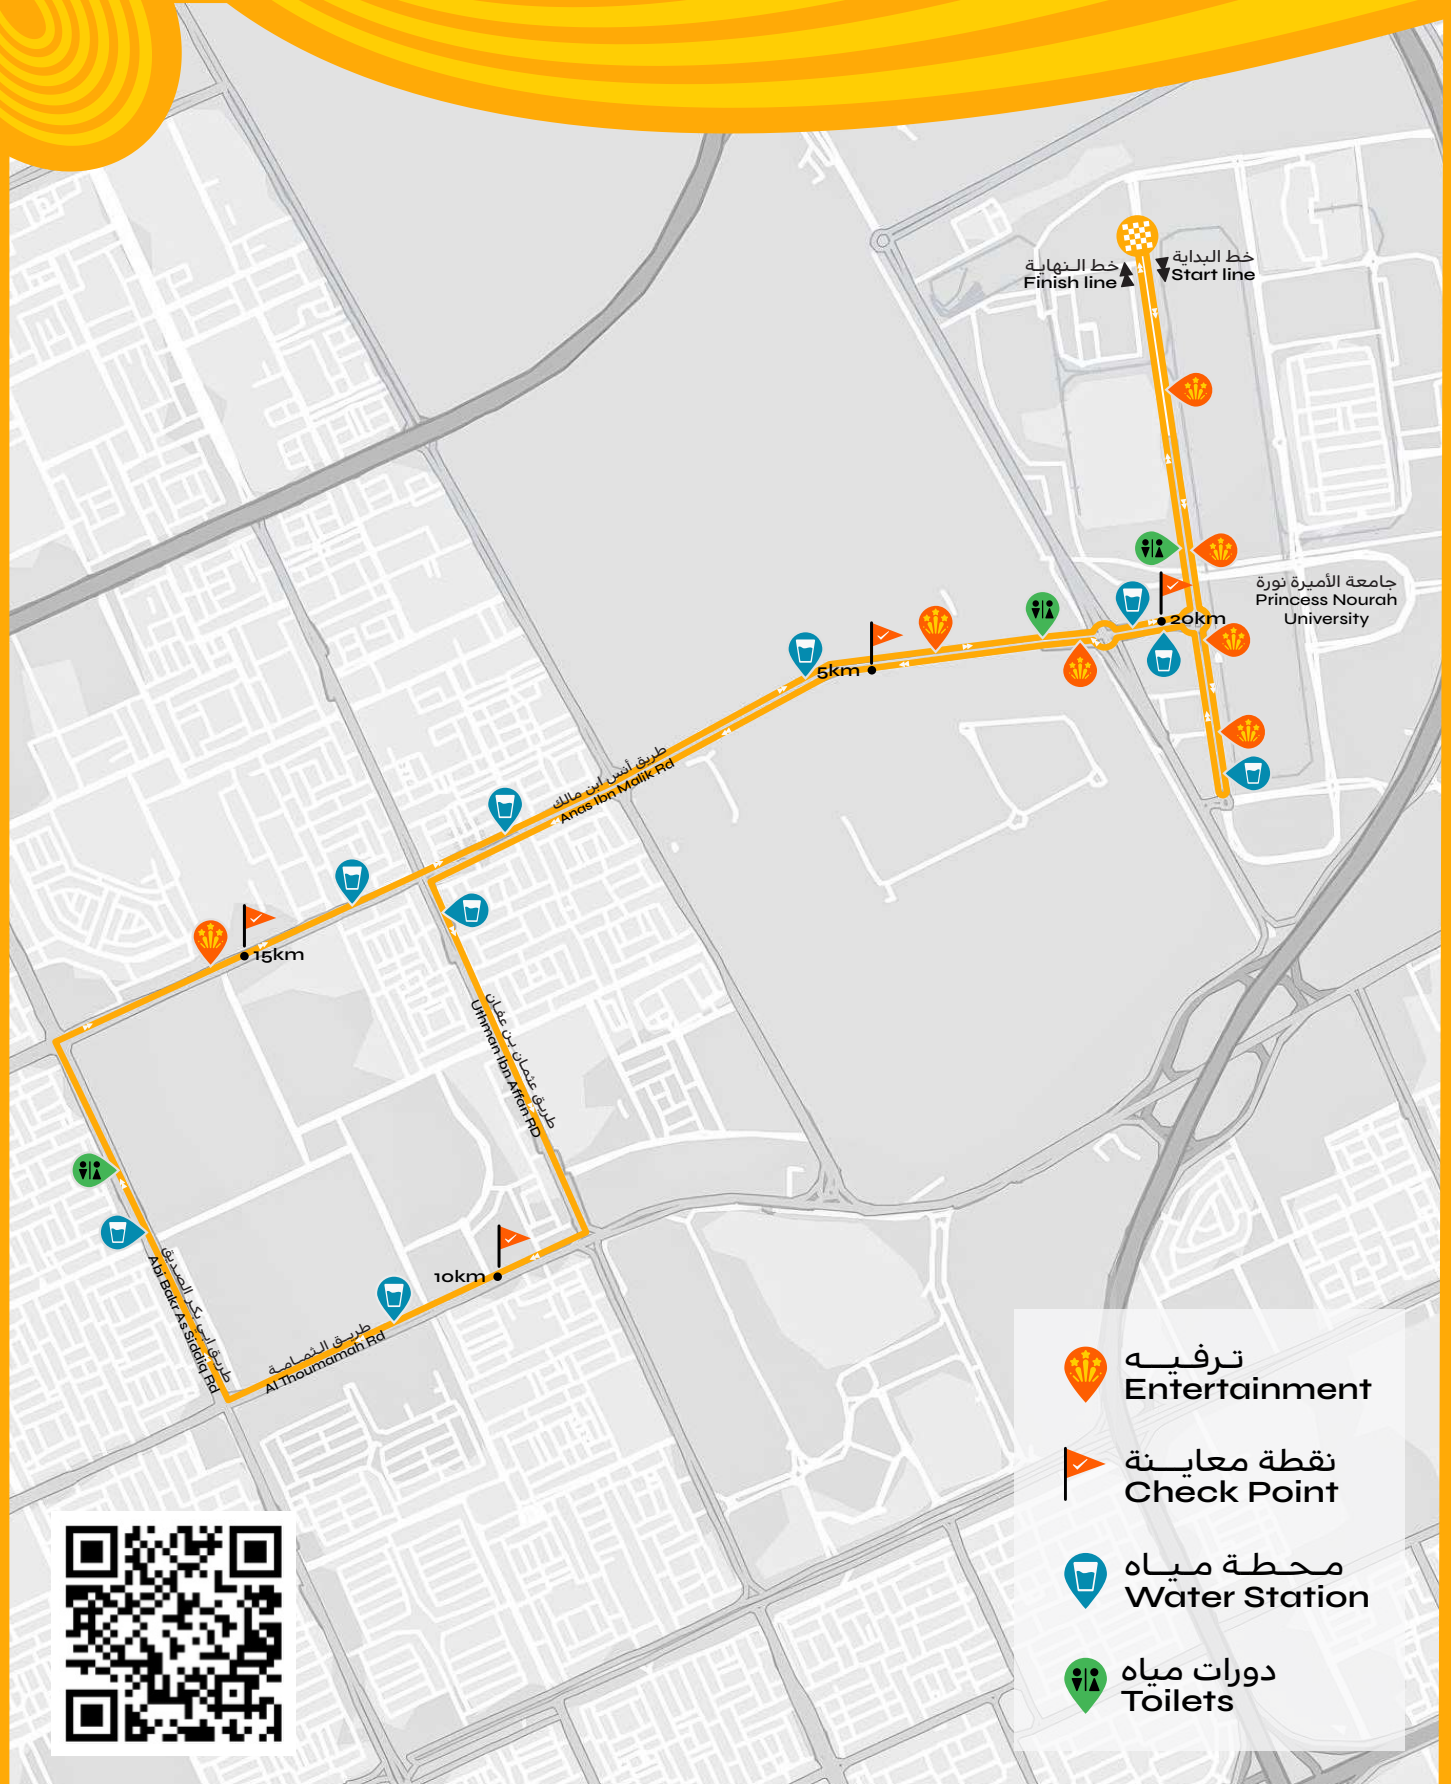 خط البداية
Start line
خط النهاية
Finish line
جامعة الأميرة نورة
Princess Nourah
University
20km
5km
طريق أنس ابن مالك
Anas Ibn Malik Rd
15km
طريق عثمان بن عفان
Uthman Ibn Affan RD
10km
طريق الثمامة
Al Thoumamah Rd
طريق ابي بكر الصديق
Abi Bakr As Siddiq Rd
ترفيه
Entertainment
نقطة معاينة
Check Point
محطة مياه
Water Station
دورات مياه
Toilets